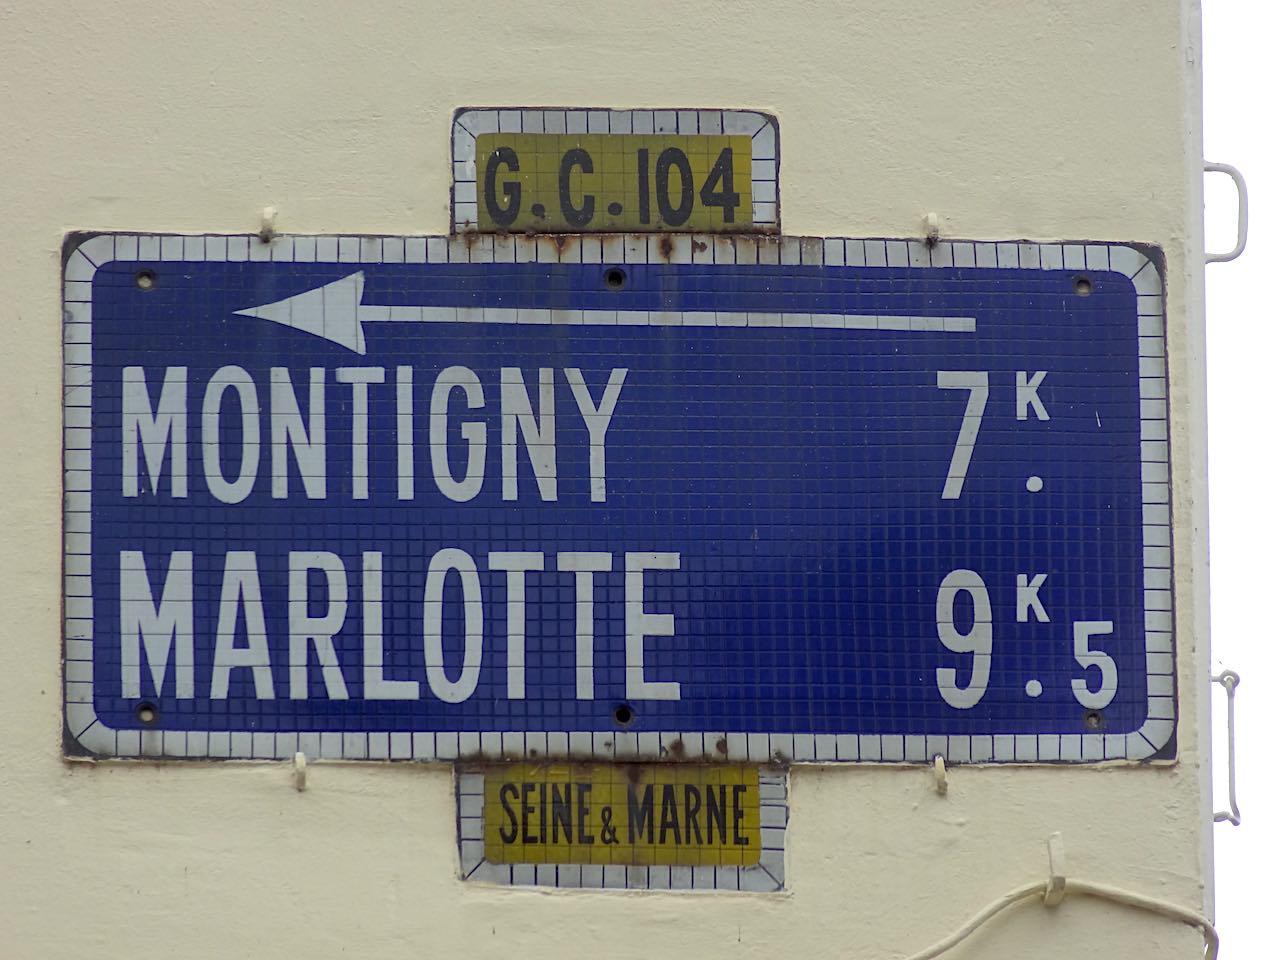 G.C.104
MONTIGNY 7K.
MARLOTTE 9K.5
SEINE & MARNE